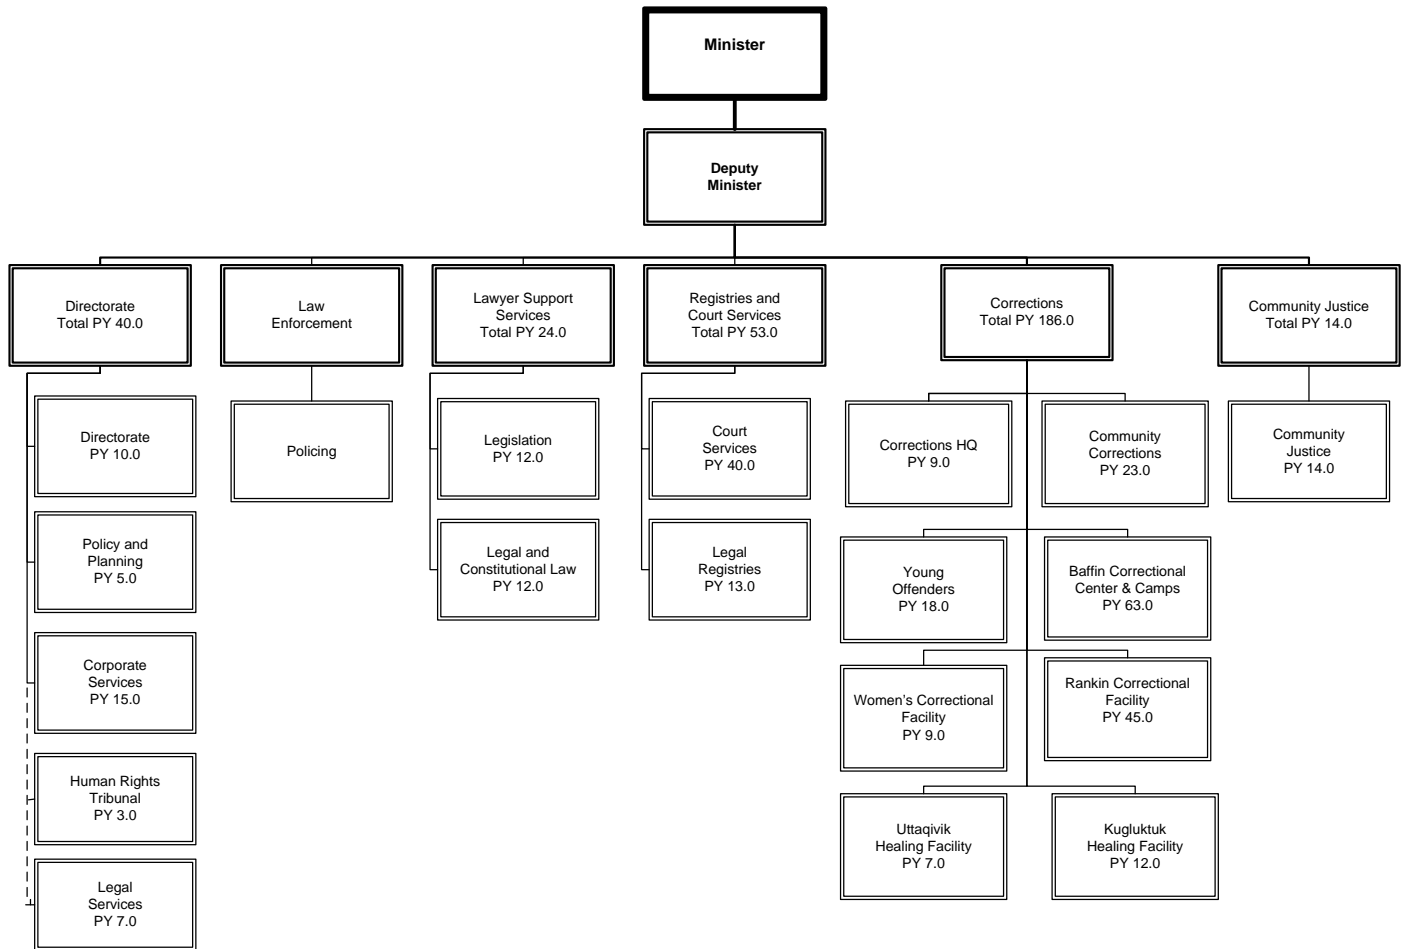 Minister
Deputy
Minister
Directorate
Total PY 40.0
Law
Enforcement
Lawyer Support
Services
Total PY 24.0
Registries and
Court Services
Total PY 53.0
Corrections
Total PY 186.0
Community Justice
Total PY 14.0
Directorate
PY 10.0
Policy and
Planning
PY 5.0
Corporate
Services
PY 15.0
Human Rights
Tribunal
PY 3.0
Legal
Services
PY 7.0
Policing
Legislation
PY 12.0
Legal and
Constitutional Law
PY 12.0
Court
Services
PY 40.0
Legal
Registries
PY 13.0
Corrections HQ
PY 9.0
Community
Corrections
PY 23.0
Young
Offenders
PY 18.0
Baffin Correctional
Center & Camps
PY 63.0
Women's Correctional
Facility
PY 9.0
Rankin Correctional
Facility
PY 45.0
Uttaqivik
Healing Facility
PY 7.0
Kugluktuk
Healing Facility
PY 12.0
Community
Justice
PY 14.0